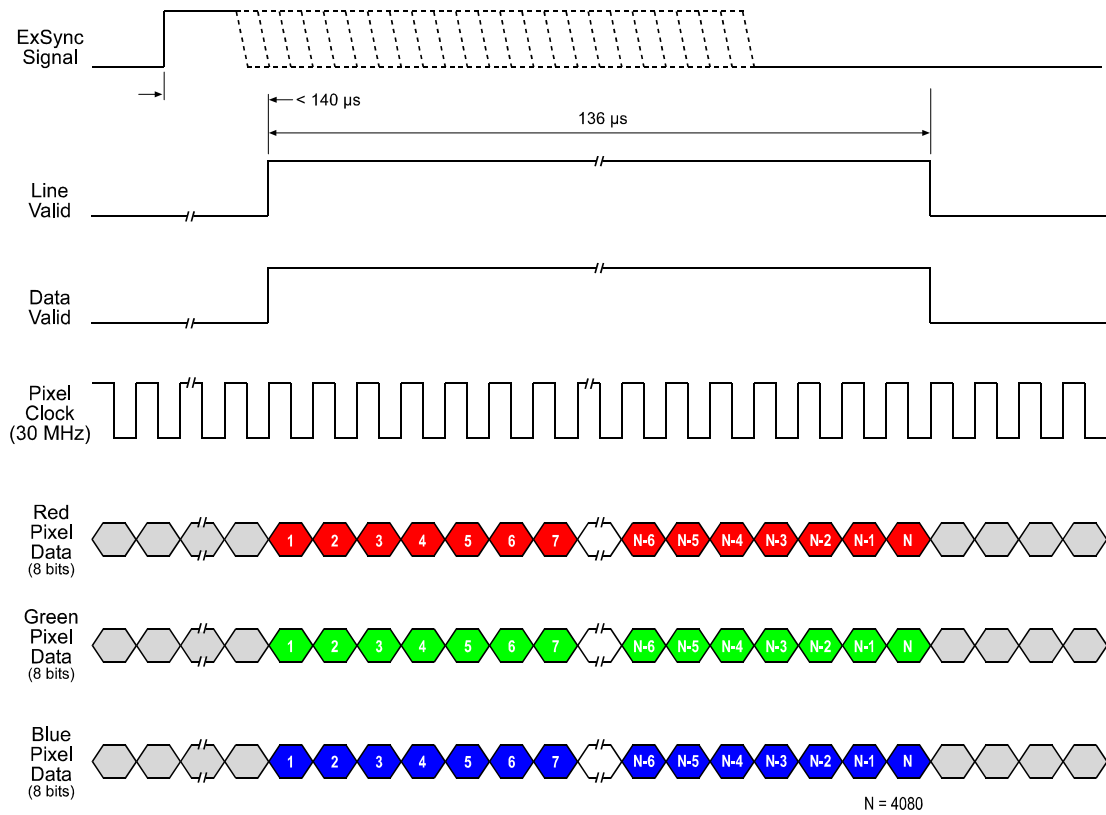 ExSync
Signal
< 140 µs
136 µs
Line
Valid
Data
Valid
Pixel
Clock
(30 MHz)
Red
Pixel
Data
(8 bits)
1 2 3 4 5 6 7 N-6 N-5 N-4 N-3 N-2 N-1 N
Green
Pixel
Data
(8 bits)
1 2 3 4 5 6 7 N-6 N-5 N-4 N-3 N-2 N-1 N
Blue
Pixel
Data
(8 bits)
1 2 3 4 5 6 7 N-6 N-5 N-4 N-3 N-2 N-1 N
N = 4080